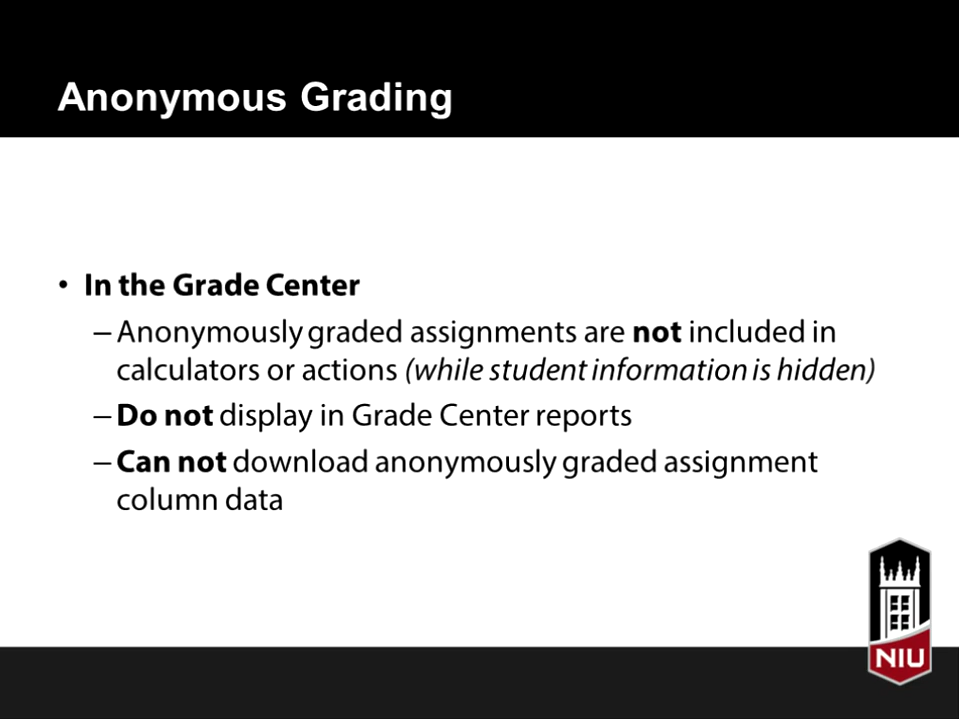 Anonymous Grading
• In the Grade Center
– Anonymously graded assignments are not included in
calculators or actions (while student information is hidden)
– Do not display in Grade Center reports
– Can not download anonymously graded assignment
column data
NIU